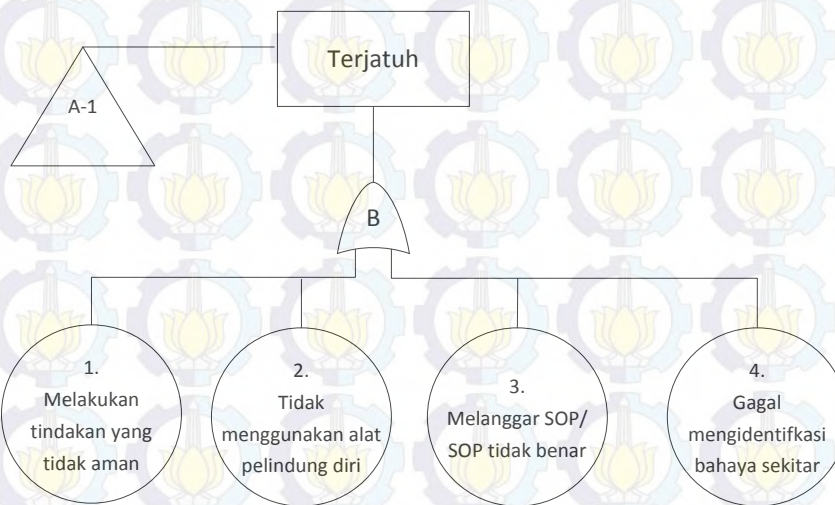 Terjatuh
A-1
B
1.
Melakukan
tindakan yang
tidak aman
2.
Tidak
menggunakan alat
pelindung diri
3.
Melanggar SOP/
SOP tidak benar
4.
Gagal
mengidentifkasi
bahaya sekitar